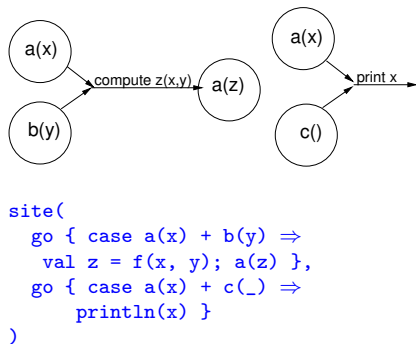 a(x)
b(y)
compute z(x,y)
a(z)
a(x)
c()
print x
site(
  go { case a(x) + b(y) ⇒
   val z = f(x, y); a(z) },
  go { case a(x) + c(_) ⇒
      println(x) }
)